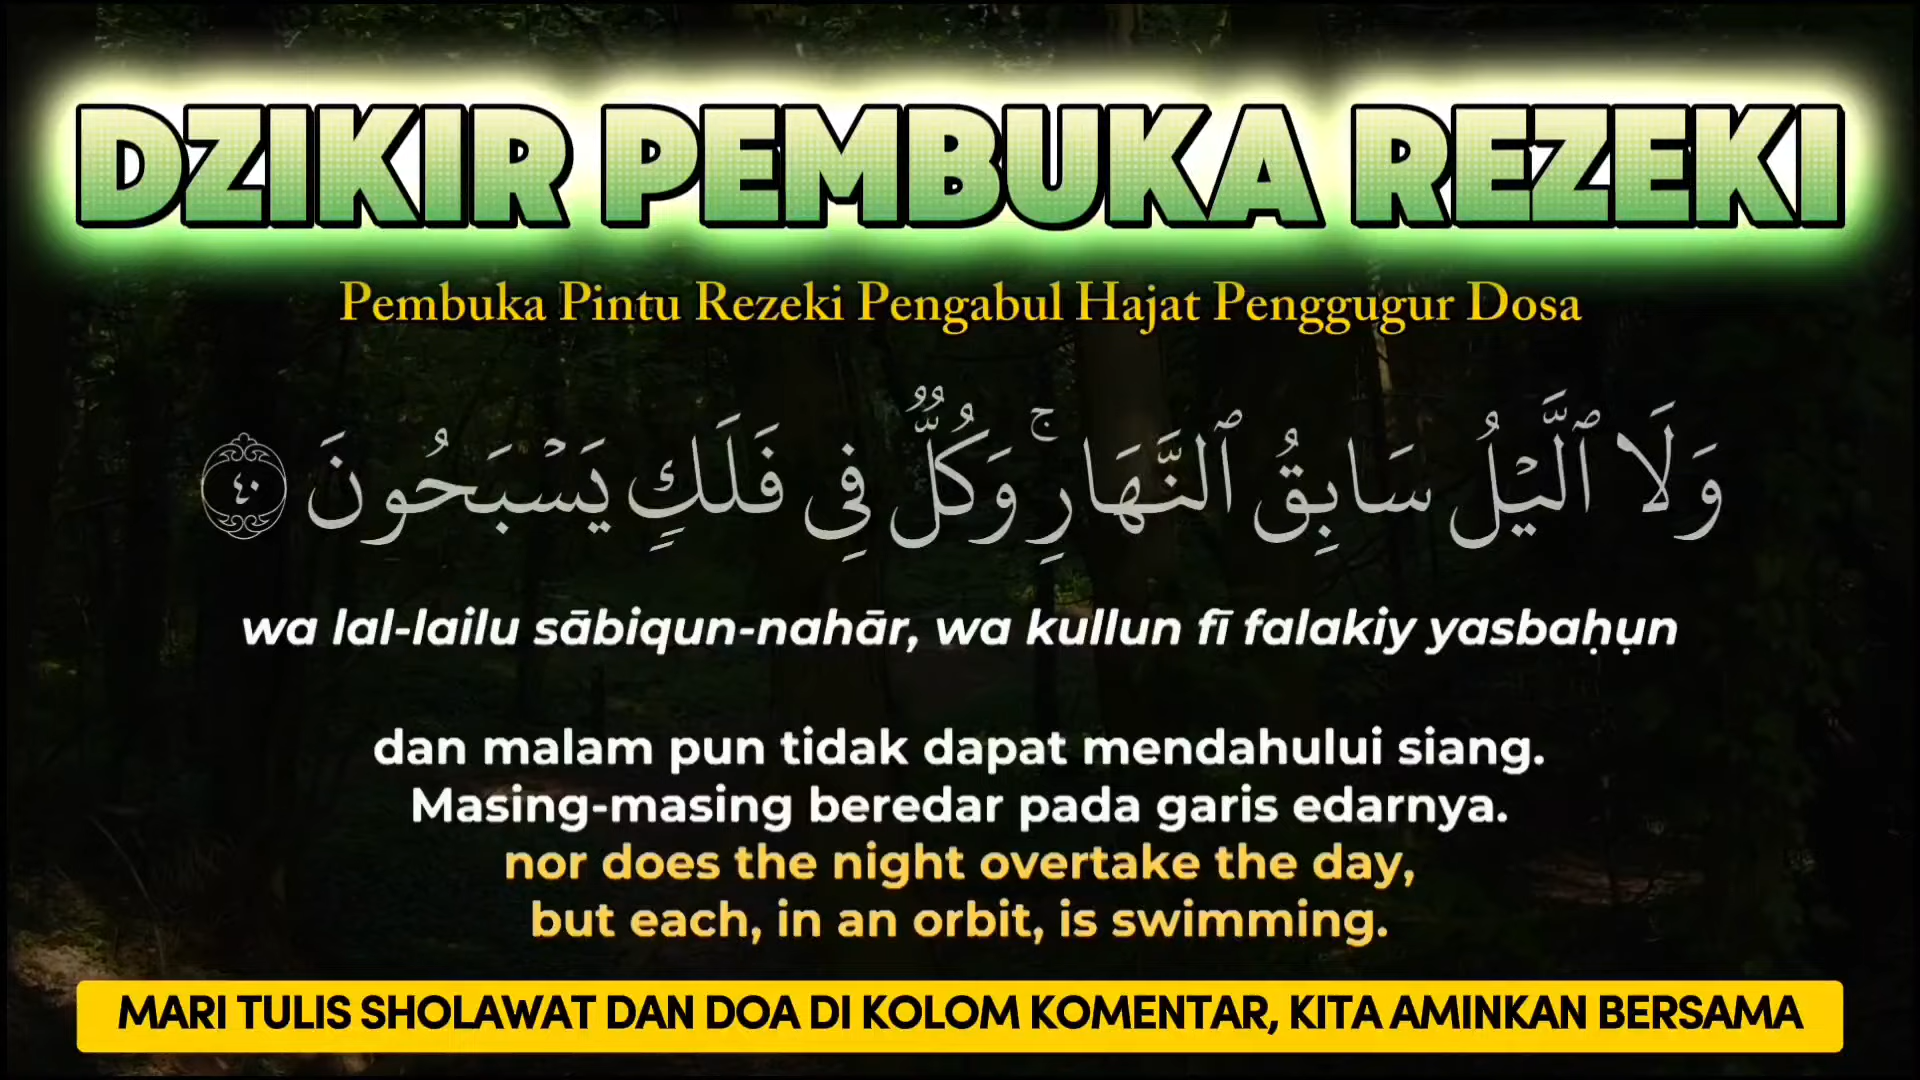 DZIKIR PEMBUKA REZEKI
Pembuka Pintu Rezeki Pengabul Hajat Penggugur Dosa
وَلَا ٱلَّيْلُ سَابِقُ ٱلنَّهَارِ ۚ وَكُلٌّ فِى فَلَكٍ يَسْبَحُونَ ٤٠
wa lal-lailu sābiqun-nahār, wa kullun fī falakiy yasbaḥụn
dan malam pun tidak dapat mendahului siang.
Masing-masing beredar pada garis edarnya.
nor does the night overtake the day,
but each, in an orbit, is swimming.
MARI TULIS SHOLAWAT DAN DOA DI KOLOM KOMENTAR, KITA AMINKAN BERSAMA